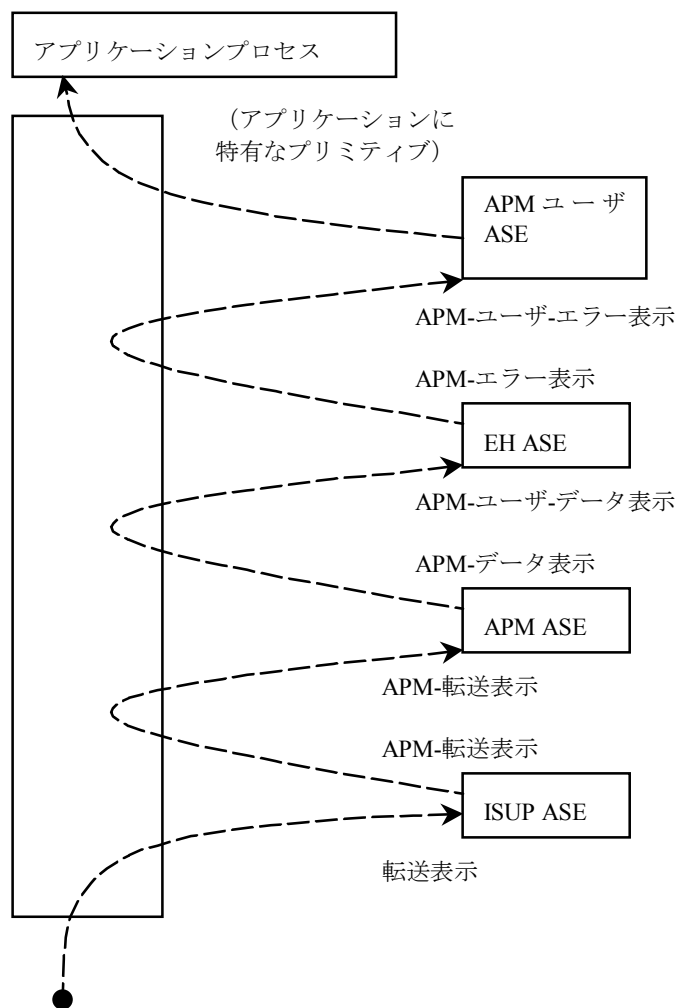 アプリケーションプロセス
（アプリケーションに
特有なプリミティブ）
APM ユ ー ザ
ASE
APM-ユーザ-エラー表示
APM-エラー表示
EH ASE
APM-ユーザ-データ表示
APM-データ表示
APM ASE
APM-転送表示
APM-転送表示
ISUP ASE
転送表示